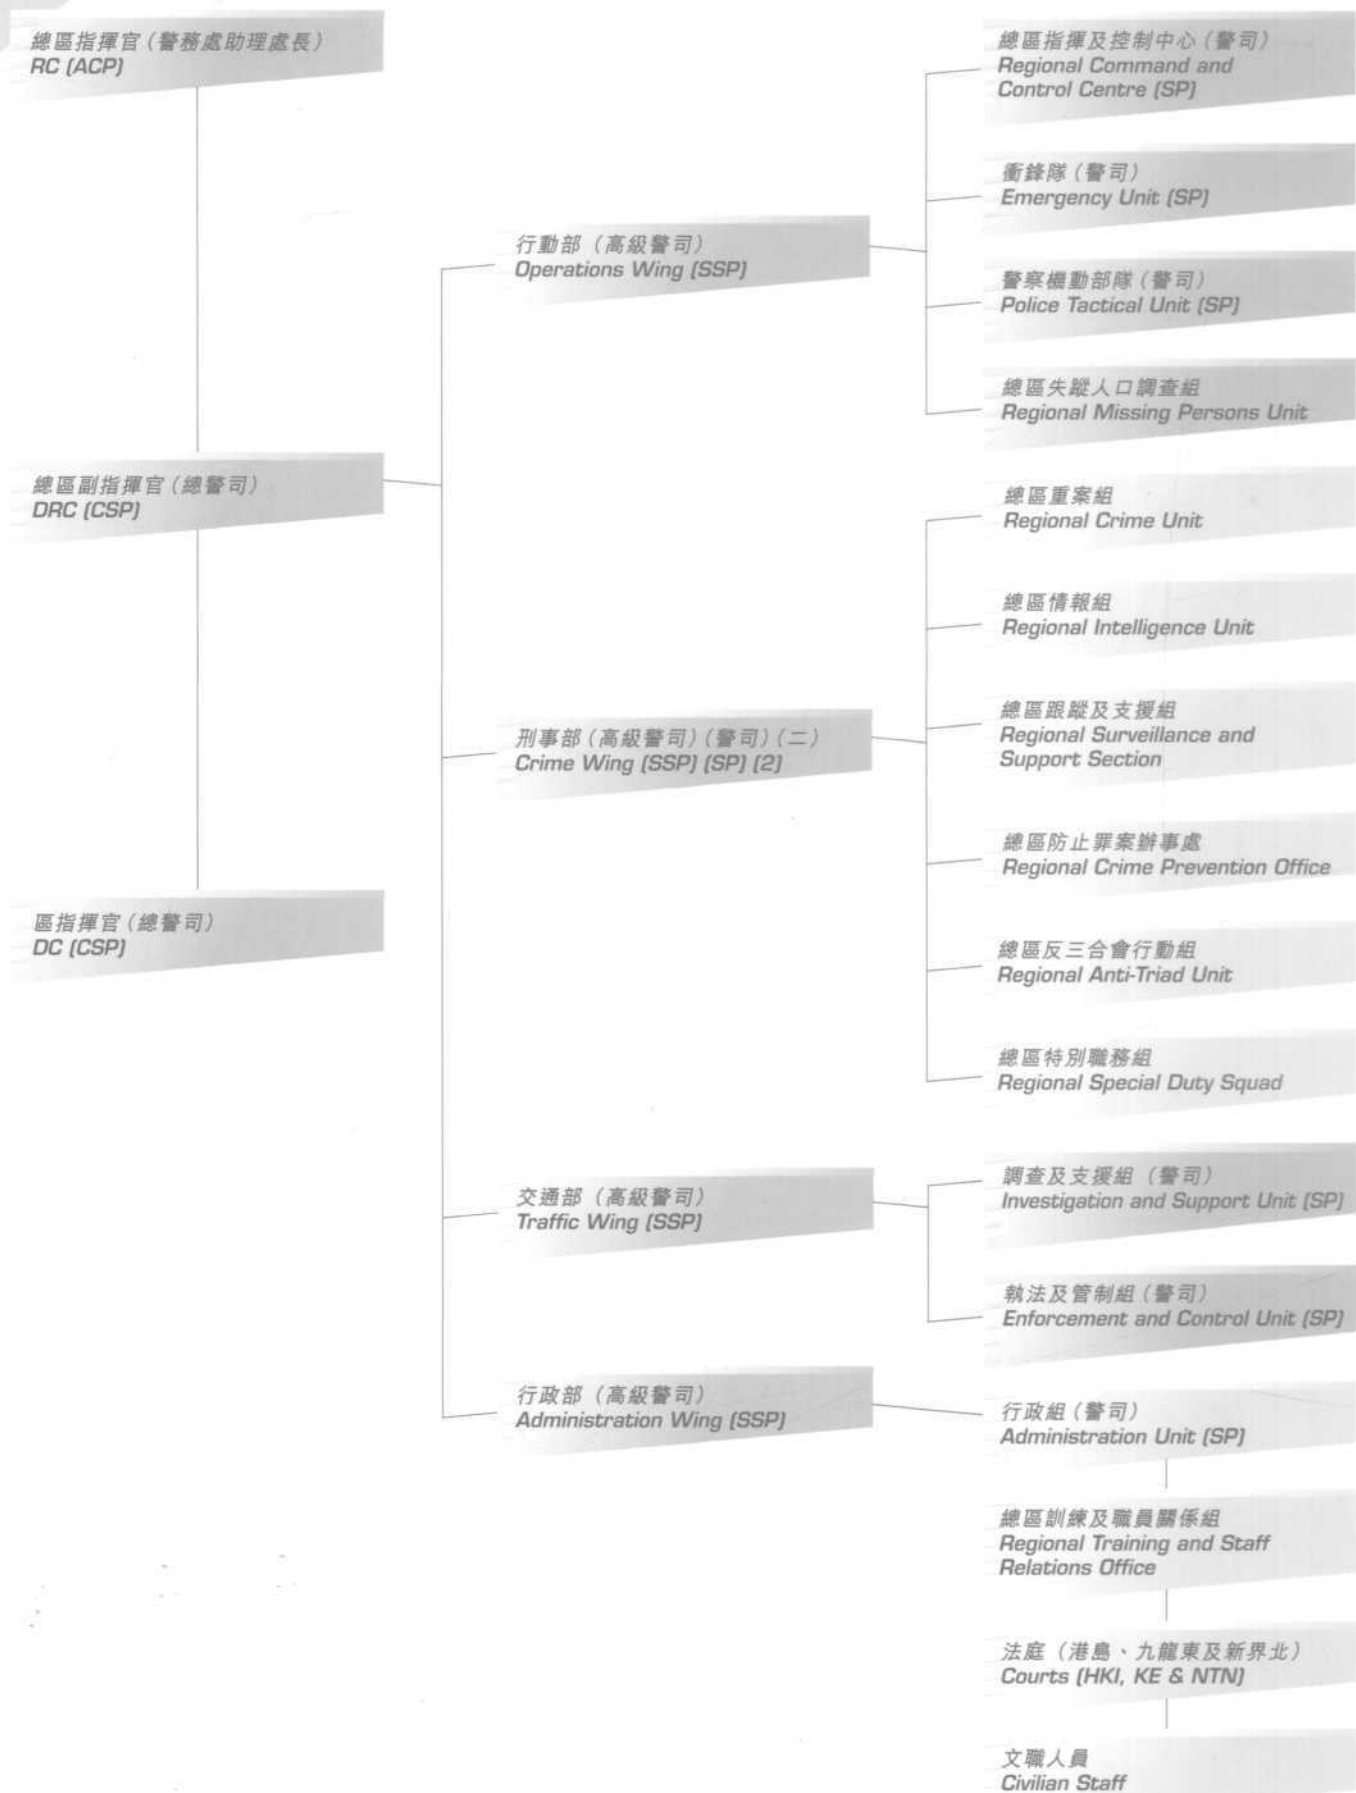 總區指揮官(警務處助理處長)
RC (ACP)
總區副指揮官(總警司)
DRC (CSP)
區指揮官(總警司)
DC (CSP)
行動部 (高級警司)
Operations Wing (SSP)
刑事部(高級警司)(警司)(二)
Crime Wing (SSP) (SP) (2)
交通部 (高級警司)
Traffic Wing (SSP)
行政部 (高級警司)
Administration Wing (SSP)
總區指揮及控制中心(警司)
Regional Command and
Control Centre (SP)
衝鋒隊(警司)
Emergency Unit (SP)
警察機動部隊(警司)
Police Tactical Unit (SP)
總區失蹤人口調查組
Regional Missing Persons Unit
總區重案組
Regional Crime Unit
總區情報組
Regional Intelligence Unit
總區跟蹤及支援組
Regional Surveillance and
Support Section
總區防止罪案辦事處
Regional Crime Prevention Office
總區反三合會行動組
Regional Anti-Triad Unit
總區特別職務組
Regional Special Duty Squad
調查及支援組 (警司)
Investigation and Support Unit (SP)
執法及管制組(警司)
Enforcement and Control Unit (SP)
行政組(警司)
Administration Unit (SP)
總區訓練及職員關係組
Regional Training and Staff
Relations Office
法庭 (港島、九龍東及新界北)
Courts (HKI, KE & NTN)
文職人員
Civilian Staff